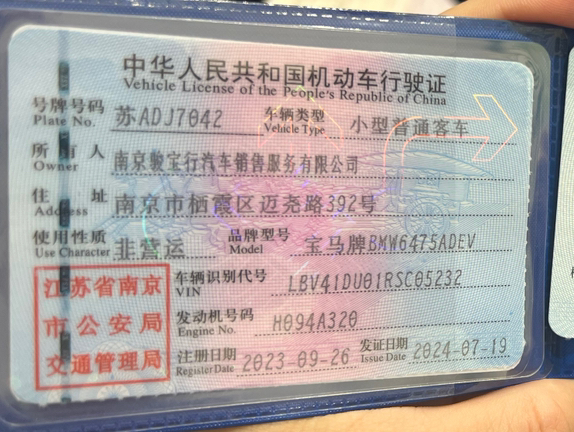 中华人民共和国机动车行驶证
Vehicle License of the People's Republic of China
号牌号码 苏ADJ7042 车辆类型 小型普通客车
Plate No. Vehicle Type
所有人 南京骏宝行汽车销售服务有限公司
Owner
住址 南京市栖霞区迈尧路392号
Address
使用性质 非营运 品牌型号 宝马牌BMW6475ADEV
Use Character Model
江苏省南京
市公安局
交通管理局
车辆识别代号 LBV41DU01RSC05232
VIN
发动机号码 H094A320
Engine No.
注册日期 2023-09-26 发证日期 2024-07-19
Register Date Issue Date